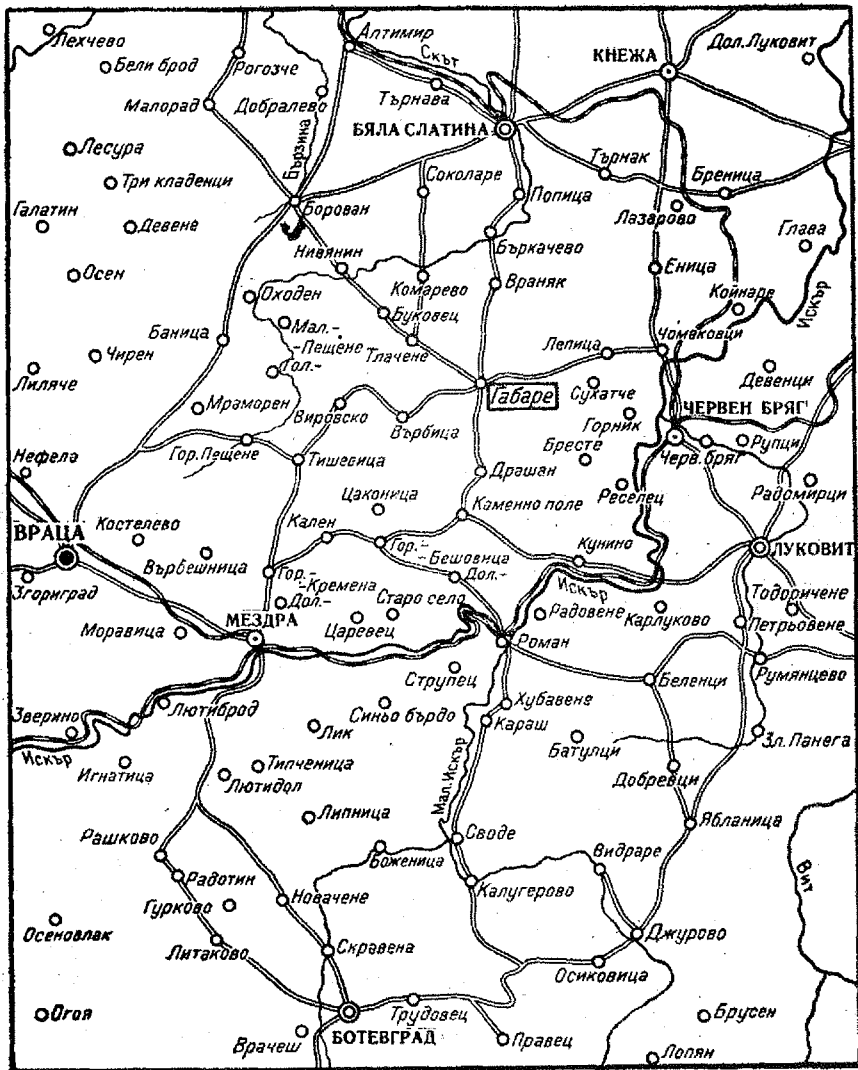 Лехчево
Бели брод
Рогозче
Алтимир
Скът
КНЕЖА
Дол. Луковит
Малорад
Добралево
Търнава
БЯЛА СЛАТИНА
Лесура
Бързина
Три кладенци
Соколаре
Търнак
Бреница
Галатин
Девене
Борован
Попица
Лазарово
Глава
Осен
Нивянин
Бъркачево
Оходен
Комарево
Враняк
Еница
Койнаре
Искър
Баница
Мал.-
-Пещене
Гол.-
Буковец
Тлачене
Лепица
Чомаковци
Чирен
Лиляче
Габаре
Сухатче
Девенци
Мраморен
Вировско
Върбица
Горник
ЧЕРВЕН БРЯГ
Нефела
Гор. Пещене
Тишевица
Драшан
Бресте
Черв. бряг
Рупци
Цаконица
Реселец
Радомирци
ВРАЦА
Костелево
Кален
Каменно поле
Върбешница
Гор.-
-Бешовица
Дол.-
Кунино
ЛУКОВИТ
Згориград
Гор.-
-Кремена
Дол.-
Искър
Тодоричене
МЕЗДРА
Старо село
Царевец
Радовене
Карлуково
Петрьовене
Моравица
Роман
Струпец
Беленци
Румянцево
Зверино
Лютиброд
Синьо бърдо
Хубавене
Караш
Лик
Батулци
Зл. Панега
Искър
Игнатица
Типченица
Лютидол
Мал. Искър
Добревци
Липница
Ябланица
Рашково
Боженица
Своде
Видраре
Вит
Радотин
Новачене
Калугерово
Гурково
Осеновлак
Литаково
Скравена
Джурово
Осиковица
Огоя
Трудовец
Брусен
Врачеш
БОТЕВГРАД
Правец
Лопян